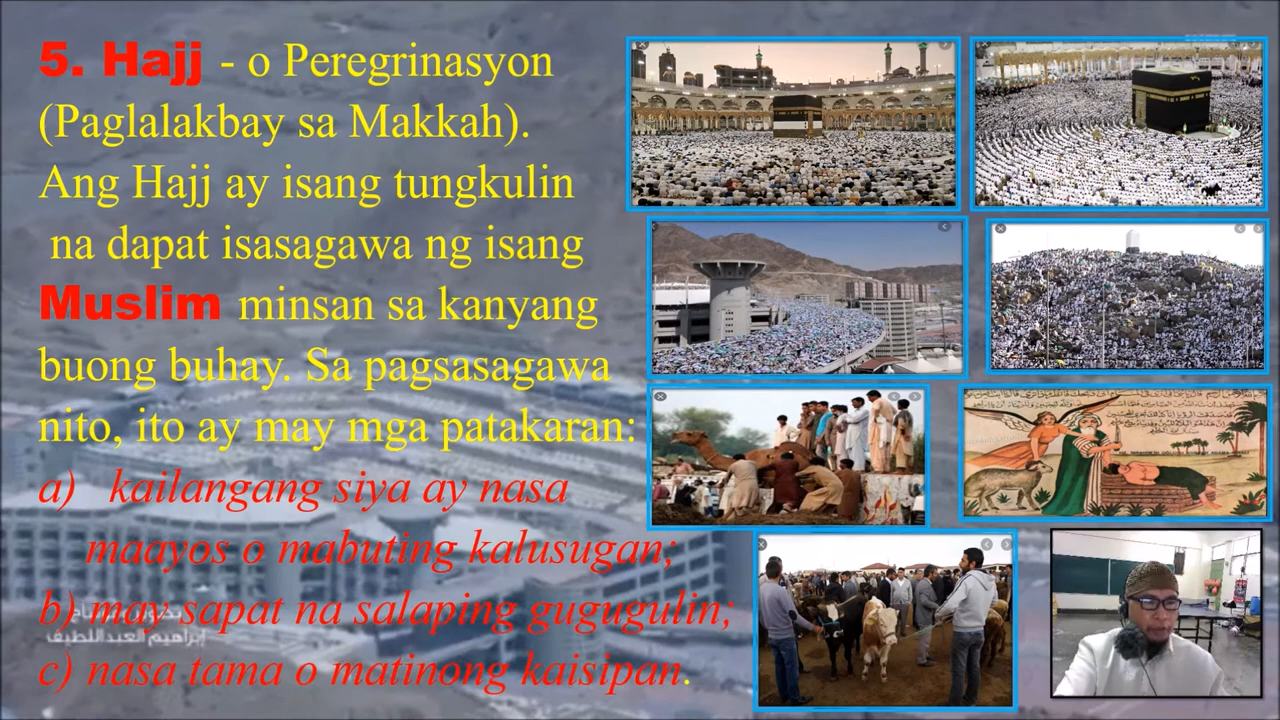 5. Hajj - o Peregrinasyon
(Paglalakbay sa Makkah).
Ang Hajj ay isang tungkulin
na dapat isasagawa ng isang
Muslim minsan sa kanyang
buong buhay. Sa pagsasagawa
nito, ito ay may mga patakaran:
a) kailangang siya ay nasa
maayos o mabuting kalusugan;
b) may sapat na salaping gugugulin;
c) nasa tama o matinong kaisipan.
إبراهيم العبداللطيف